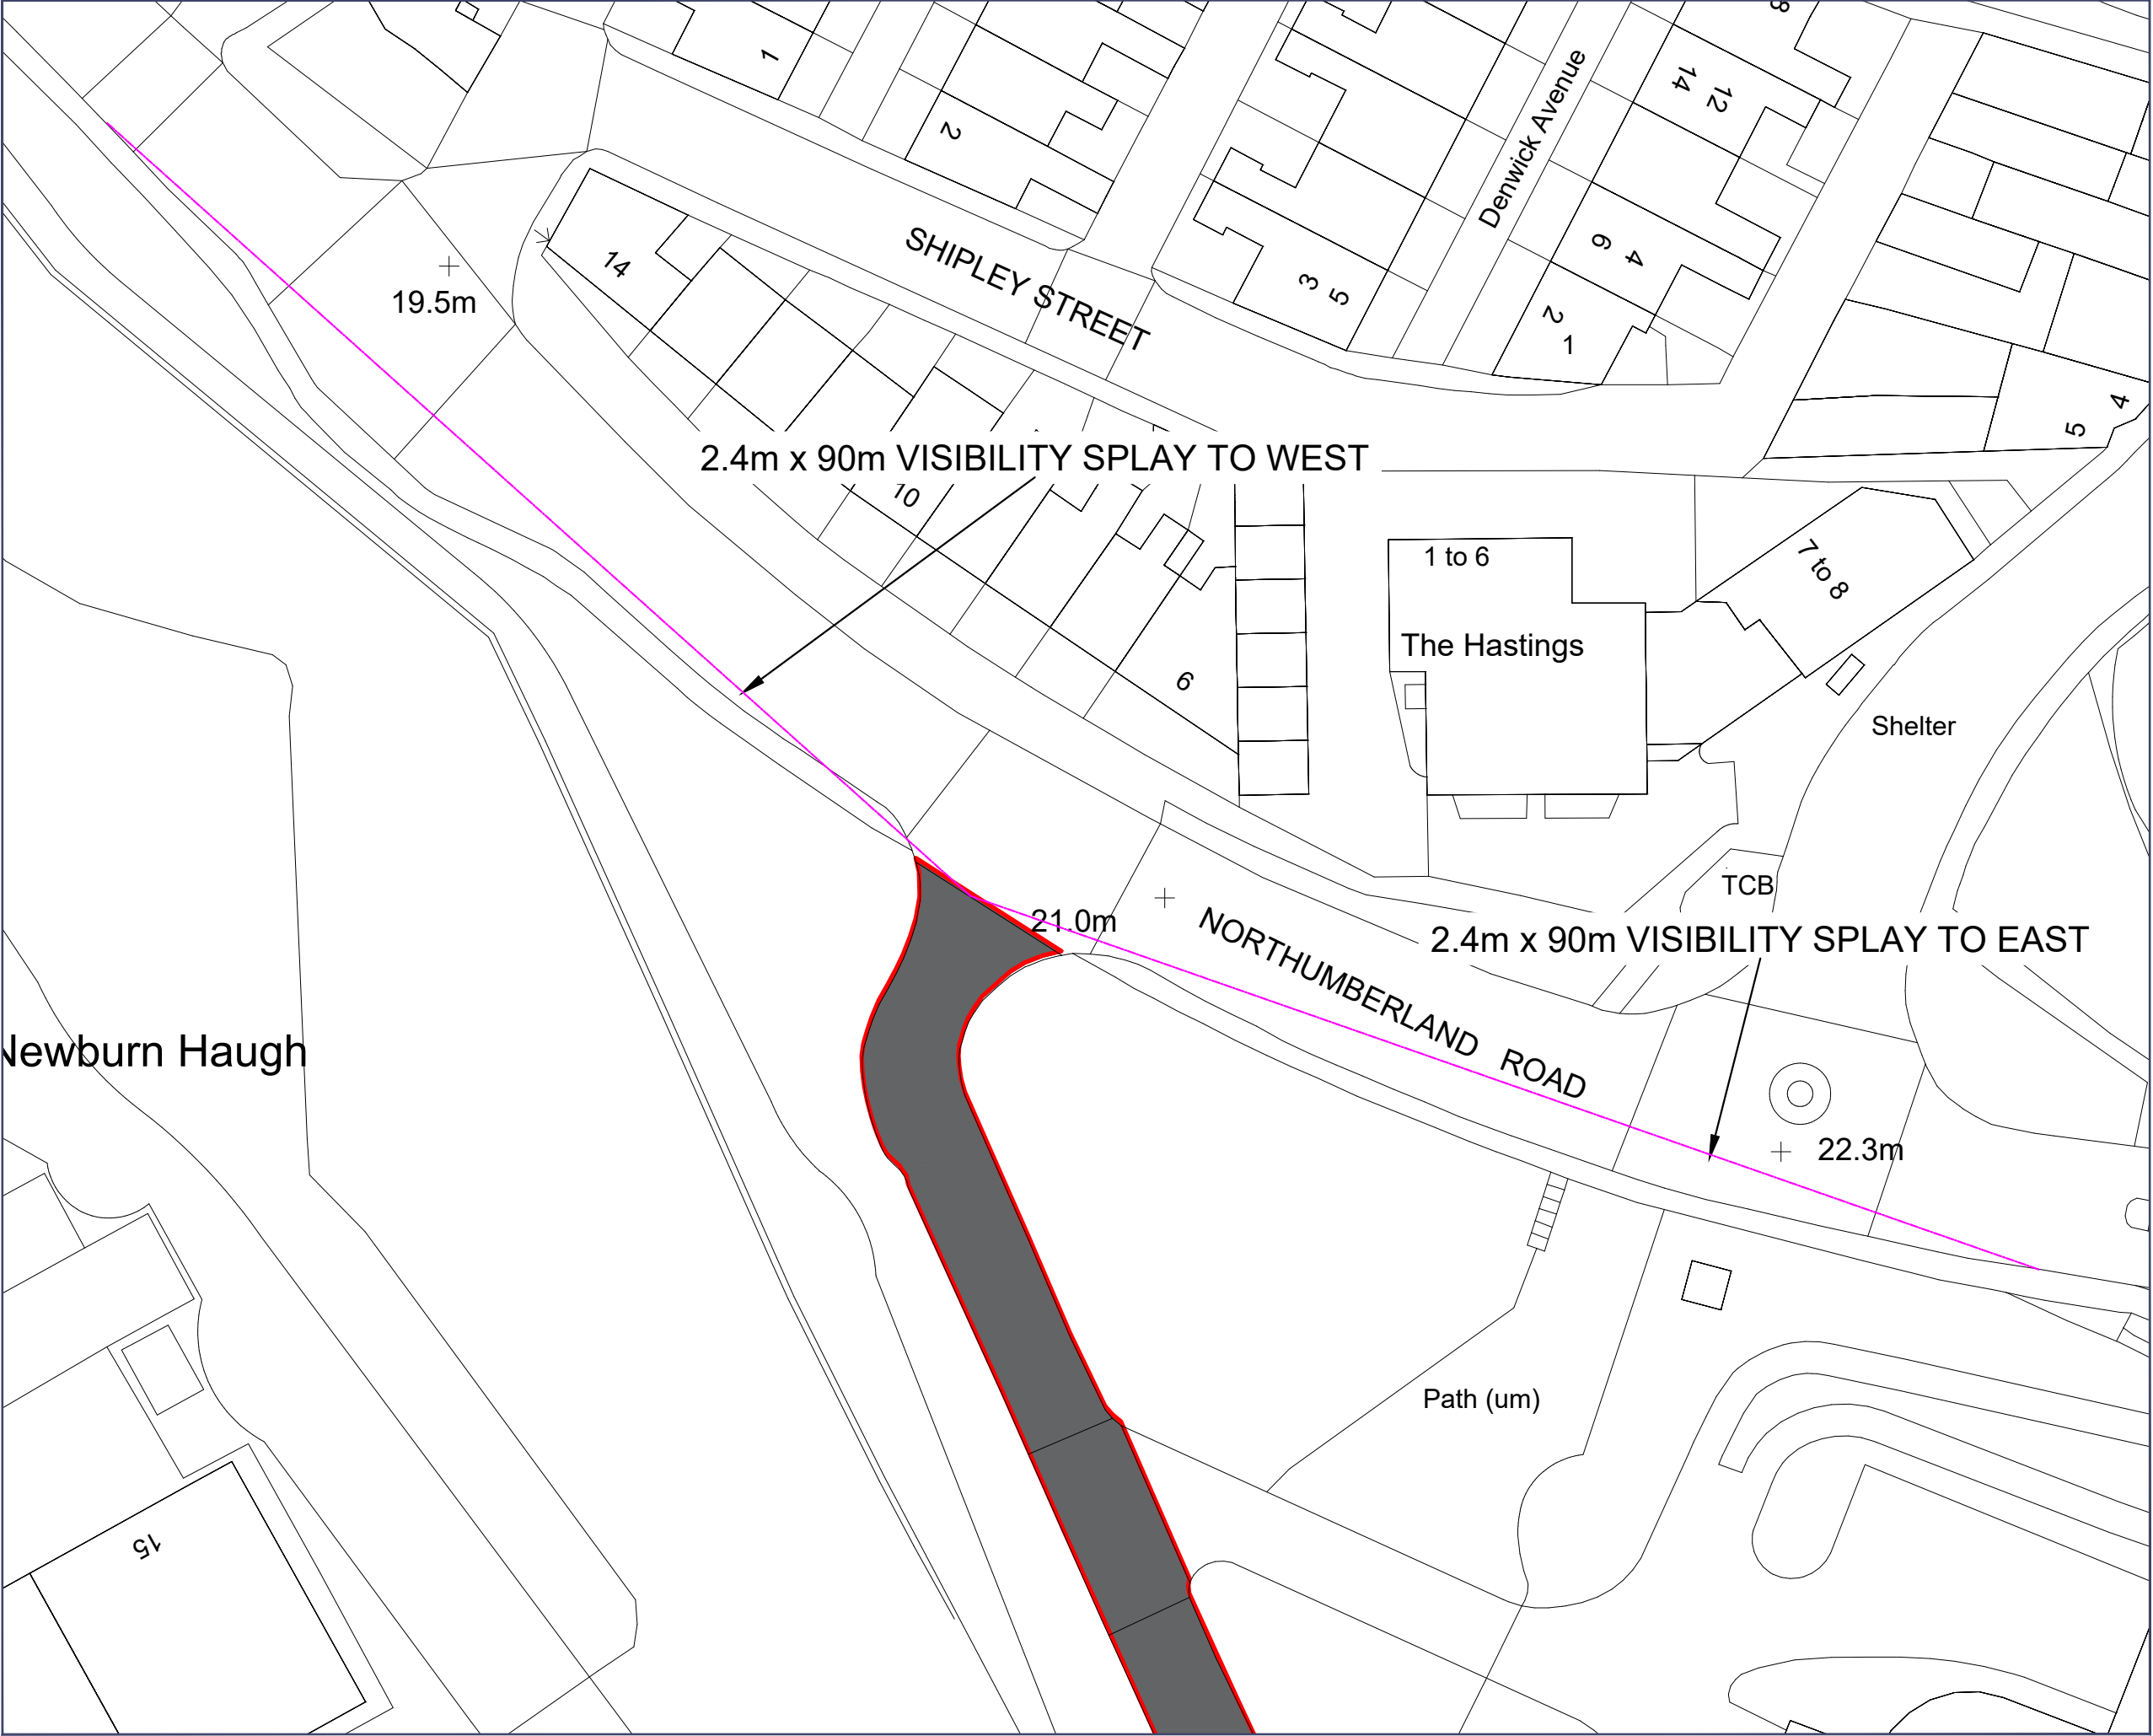 1
2
8
14
12
Denwick Avenue
14
19.5m
SHIPLEY STREET
3
5
6
4
2
1
4
5
2.4m x 90m VISIBILITY SPLAY TO WEST
10
1 to 6
7 to 8
The Hastings
6
Shelter
TCB
21.0m
NORTHUMBERLAND ROAD
2.4m x 90m VISIBILITY SPLAY TO EAST
Newburn Haugh
22.3m
Path (um)
15